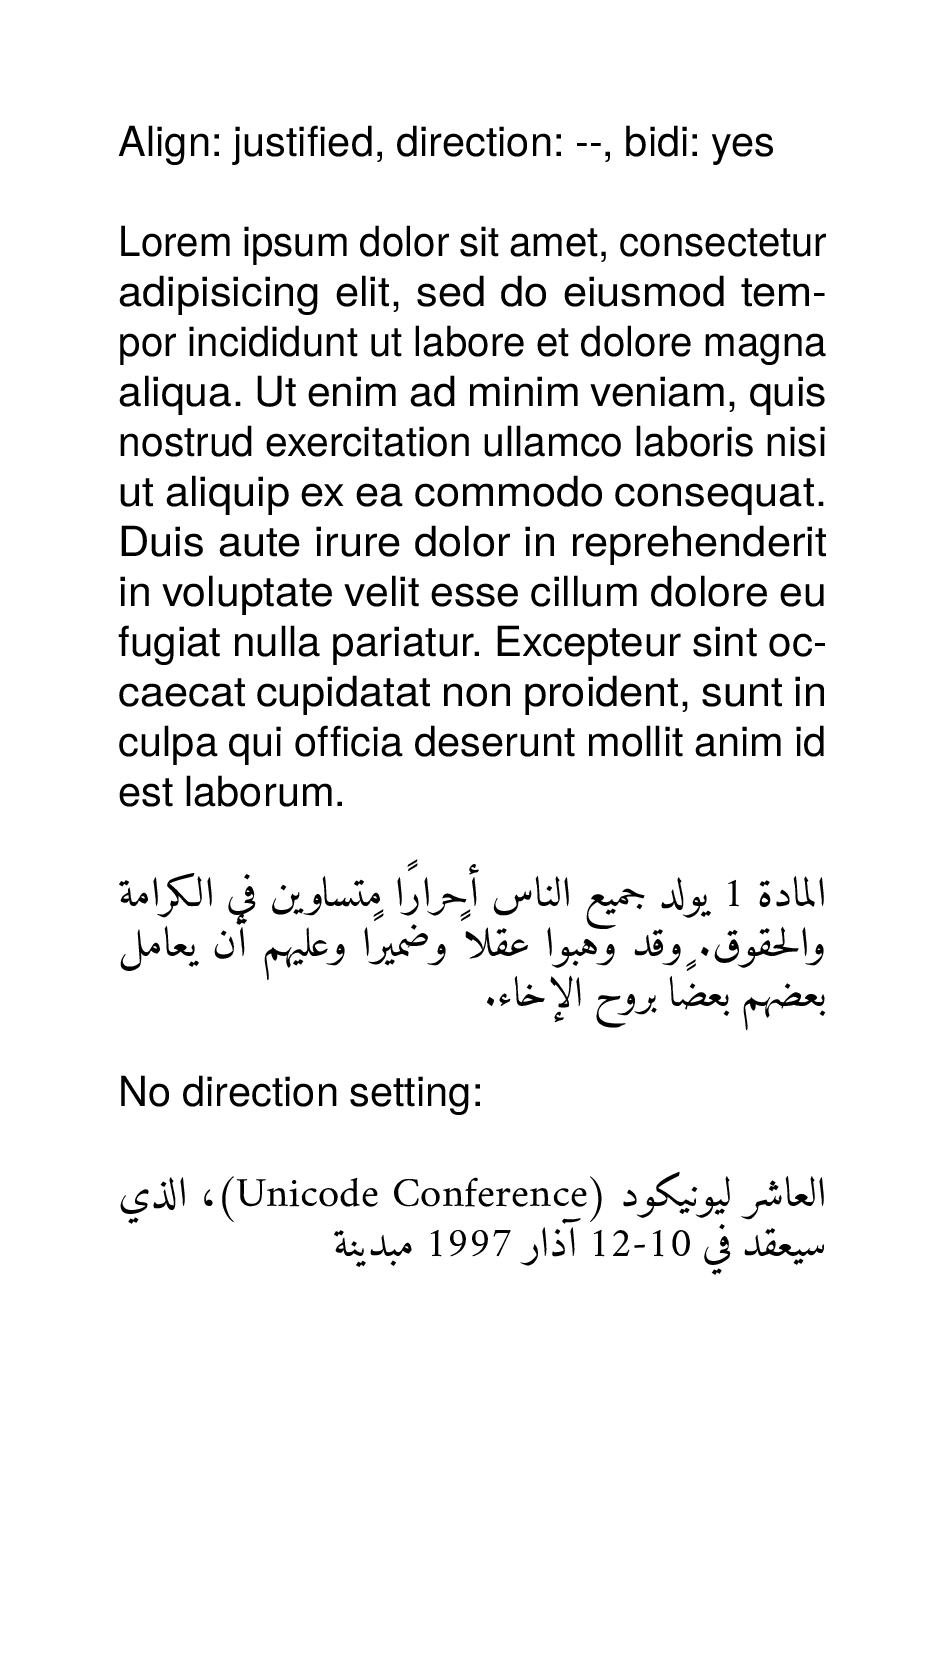 Align: justified, direction: --, bidi: yes
Lorem ipsum dolor sit amet, consectetur
adipisicing elit, sed do eiusmod tem-
por incididunt ut labore et dolore magna
aliqua. Ut enim ad minim veniam, quis
nostrud exercitation ullamco laboris nisi
ut aliquip ex ea commodo consequat.
Duis aute irure dolor in reprehenderit
in voluptate velit esse cillum dolore eu
fugiat nulla pariatur. Excepteur sint oc-
caecat cupidatat non proident, sunt in
culpa qui officia deserunt mollit anim id
est laborum.
المادة 1 يولد جميع الناس أحرارًا متساوين في الكرامة
والحقوق. وقد وهبوا عقلاً وضميرًا وعليهم أن يعامل
بعضهم بعضًا بروح الإخاء.
No direction setting:
العاشر ليونيكود (Unicode Conference)، الذي
سيعقد في 10-12 آذار 1997 مبدينة